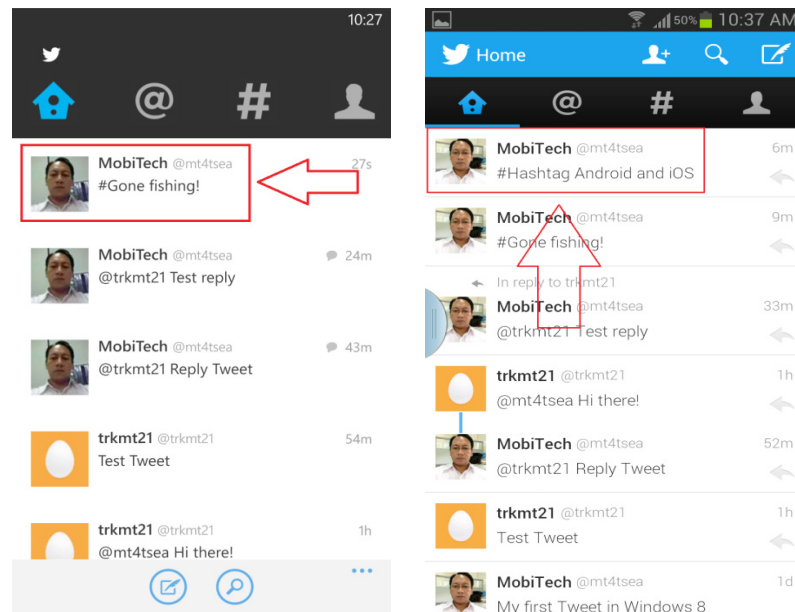 10:27
@ #
MobiTech @mt4tsea 27s
#Gone fishing!
MobiTech @mt4tsea 24m
@trkmt21 Test reply
MobiTech @mt4tsea 43m
@trkmt21 Reply Tweet
trkmt21 @trkmt21 54m
Test Tweet
trkmt21 @trkmt21 1h
@mt4tsea Hi there!
50% 10:37 AM
Home
@ #
MobiTech @mt4tsea 6m
#Hashtag Android and iOS
MobiTech @mt4tsea 9m
#Gone fishing!
In reply to trkmt21
MobiTech @mt4tsea 33m
@trkmt21 Test reply
trkmt21 @trkmt21 1h
@mt4tsea Hi there!
MobiTech @mt4tsea 52m
@trkmt21 Reply Tweet
trkmt21 @trkmt21 1h
Test Tweet
MobiTech @mt4tsea 1d
My first Tweet in Windows 8